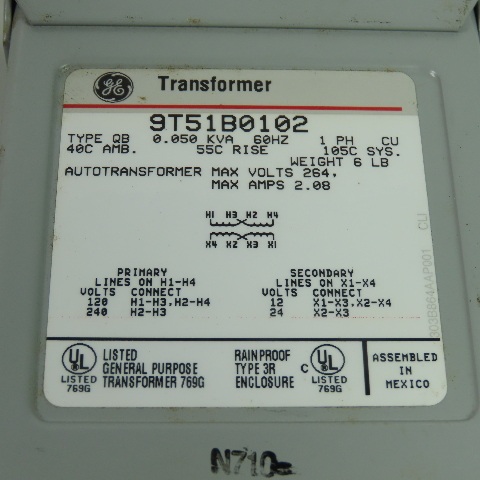 GE Transformer
9T51B0102
TYPE QB 0.050 KVA 60HZ 1 PH CU
40C AMB. 55C RISE 105C SYS.
WEIGHT 6 LB
AUTOTRANSFORMER MAX VOLTS 264,
MAX AMPS 2.08
H1 H3 H2 H4
X4 X2 X3 X1
PRIMARY
LINES ON H1-H4
VOLTS CONNECT
120 H1-H3,H2-H4
240 H2-H3
SECONDARY
LINES ON X1-X4
VOLTS CONNECT
12 X1-X3,X2-X4
24 X2-X3
UL
LISTED
769G
LISTED
GENERAL PURPOSE
TRANSFORMER 769G
RAINPROOF
TYPE 3R
ENCLOSURE
C UL
LISTED
769G
ASSEMBLED
IN
MEXICO
N710